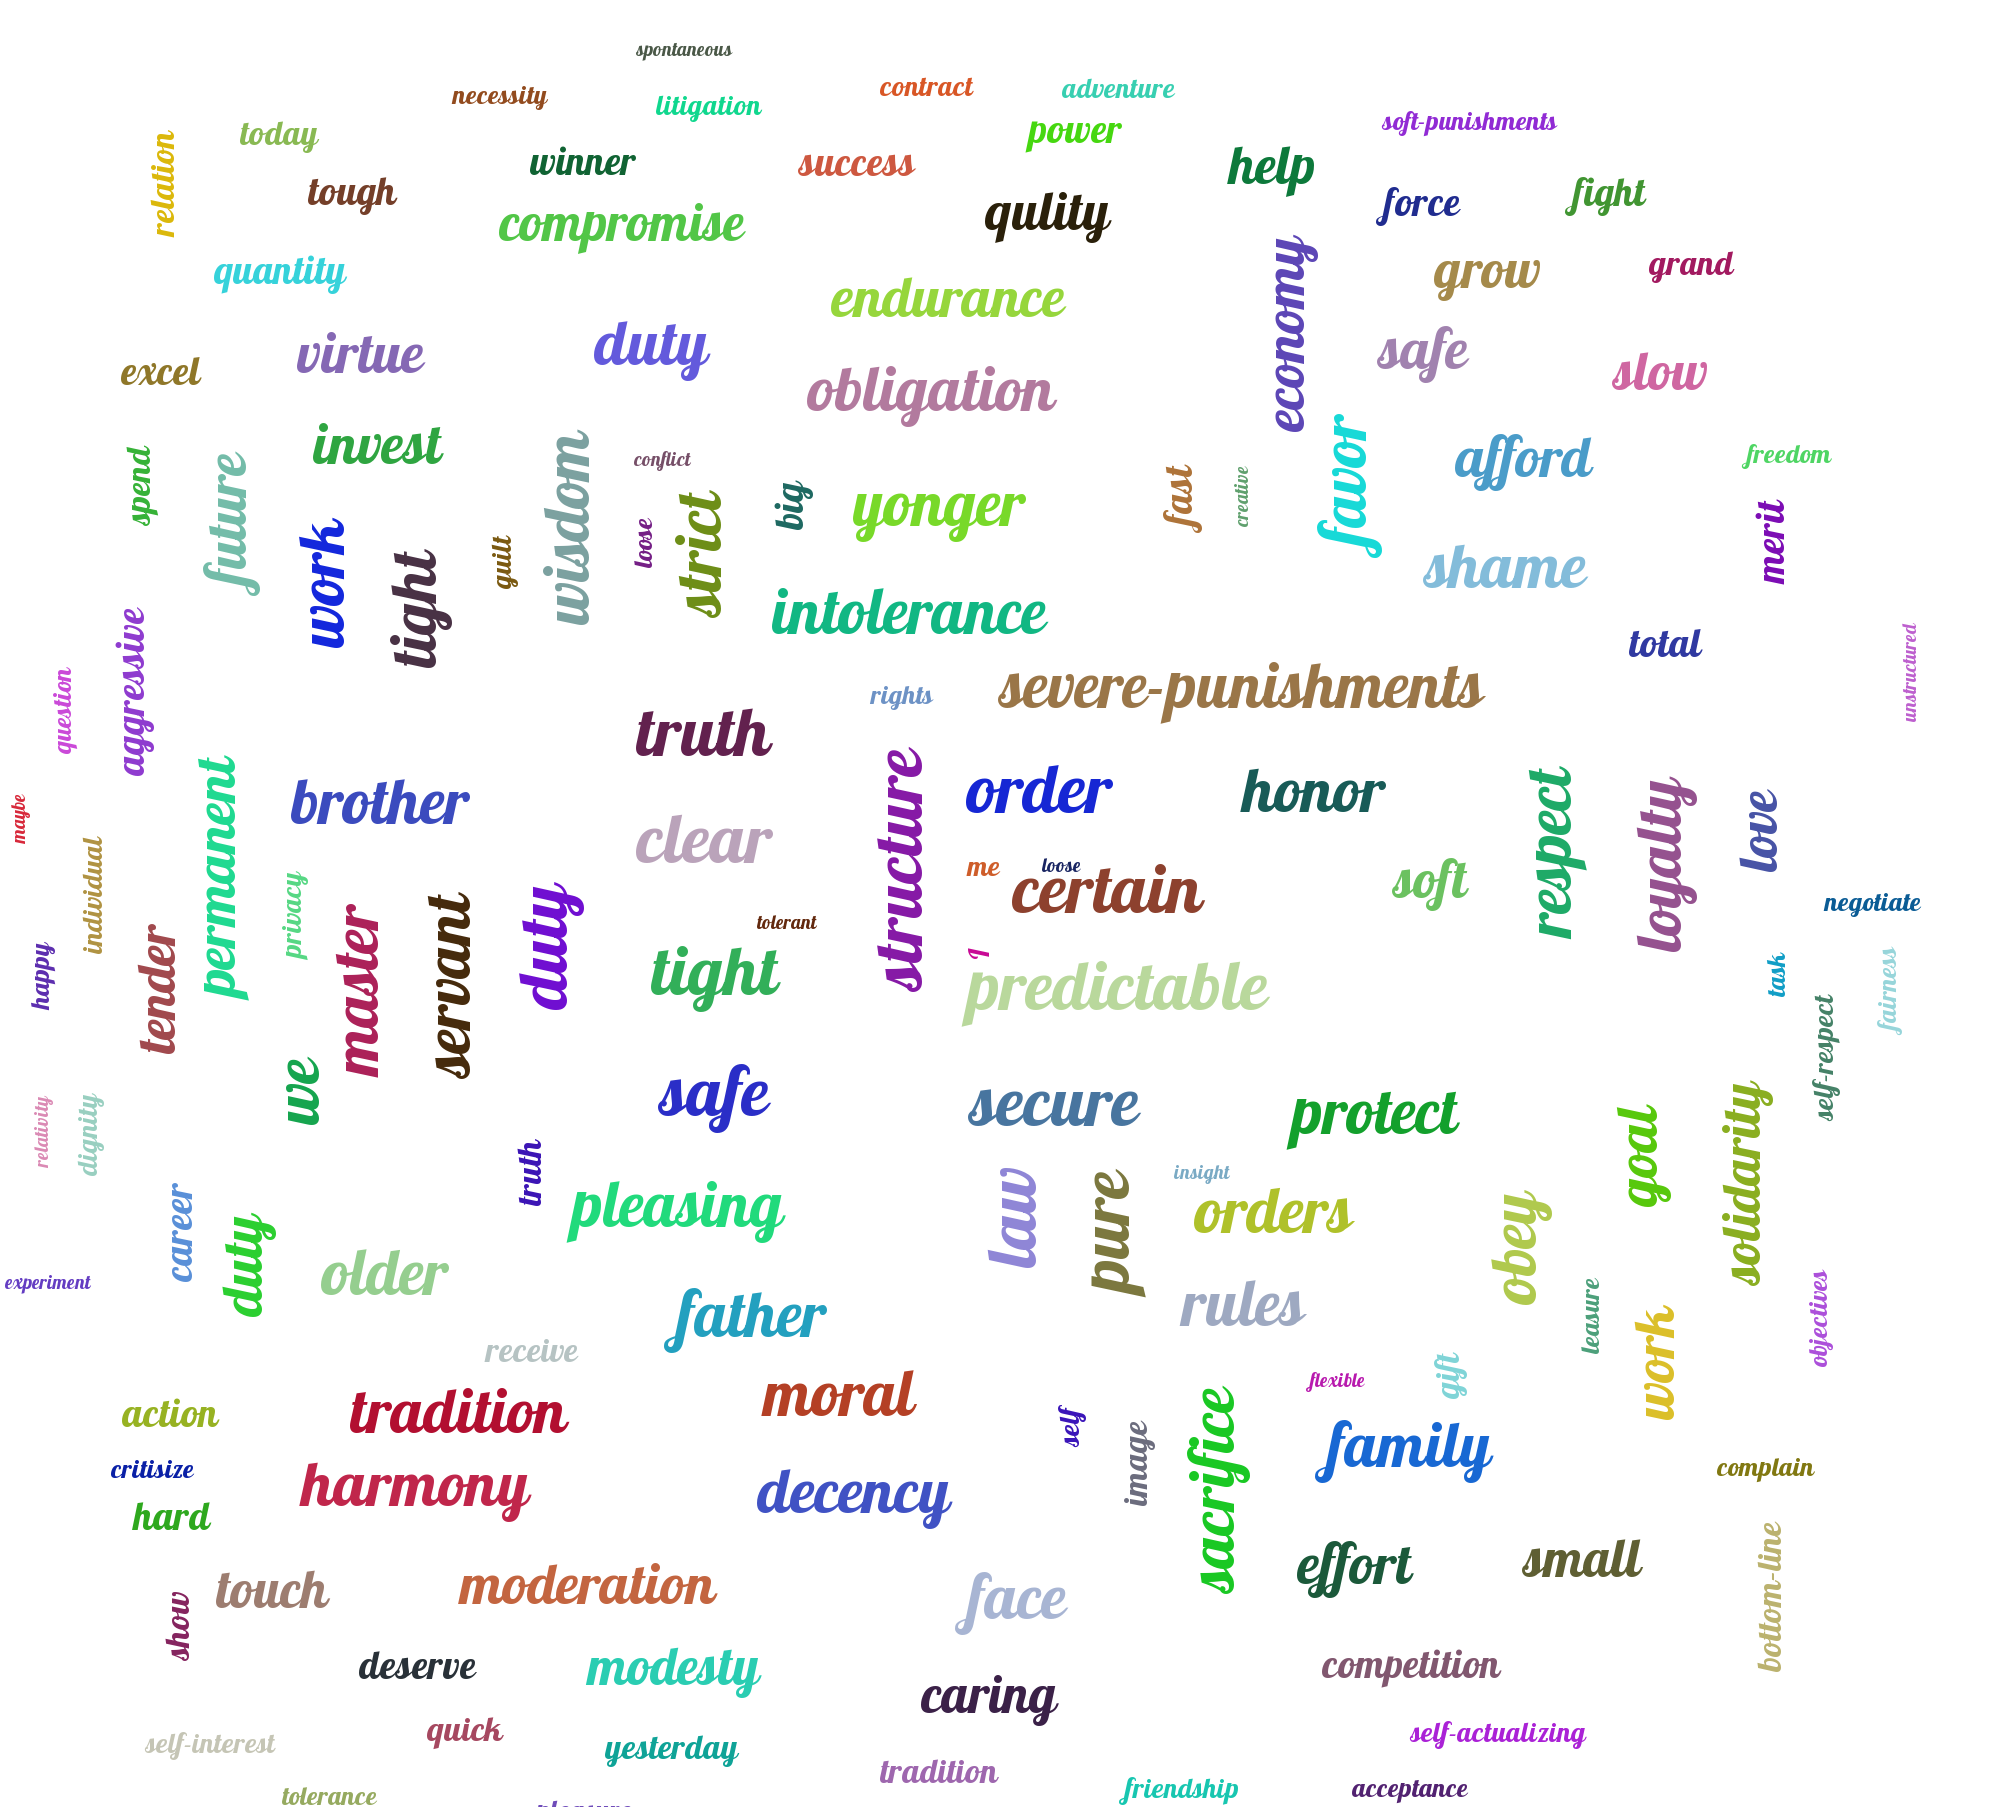 spontaneous
necessity
litigation
contract
adventure
soft-punishments
today
relation
winner
success
power
help
tough
compromise
qulity
force
fight
quantity
endurance
economy
grow
grand
virtue
duty
safe
slow
excel
obligation
invest
conflict
afford
freedom
spend
future
wisdom
strict
big
yonger
fast
creative
favor
merit
work
tight
guilt
loose
shame
intolerance
total
unstructured
aggressive
question
rights
severe-punishments
truth
structure
order
honor
respect
loyalty
love
maybe
permanent
brother
clear
me
loose
certain
soft
negotiate
individual
privacy
master
servant
duty
tolerant
tight
I
predictable
task
fairness
happy
tender
we
safe
secure
protect
goal
solidarity
self-respect
relativity
dignity
truth
pleasing
law
pure
insight
orders
obey
career
duty
older
experiment
father
rules
leasure
work
objectives
receive
tradition
moral
flexible
gift
action
self
image
sacrifice
family
critisize
harmony
decency
complain
hard
effort
small
bottom-line
show
touch
moderation
face
deserve
modesty
caring
competition
self-interest
quick
yesterday
tradition
self-actualizing
tolerance
friendship
acceptance